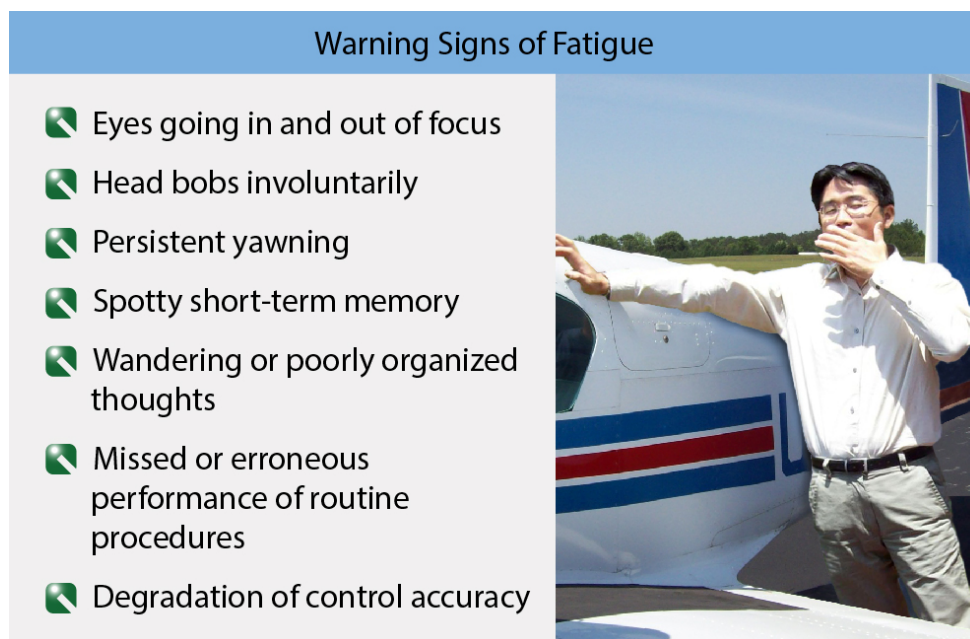 Warning Signs of Fatigue
Eyes going in and out of focus
Head bobs involuntarily
Persistent yawning
Spotty short-term memory
Wandering or poorly organized
thoughts
Missed or erroneous
performance of routine
procedures
Degradation of control accuracy